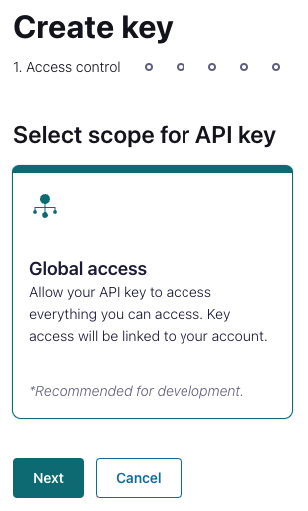 Create key
1. Access control
Select scope for API key
Global access
Allow your API key to access
everything you can access. Key
access will be linked to your account.
*Recommended for development.
Next
Cancel